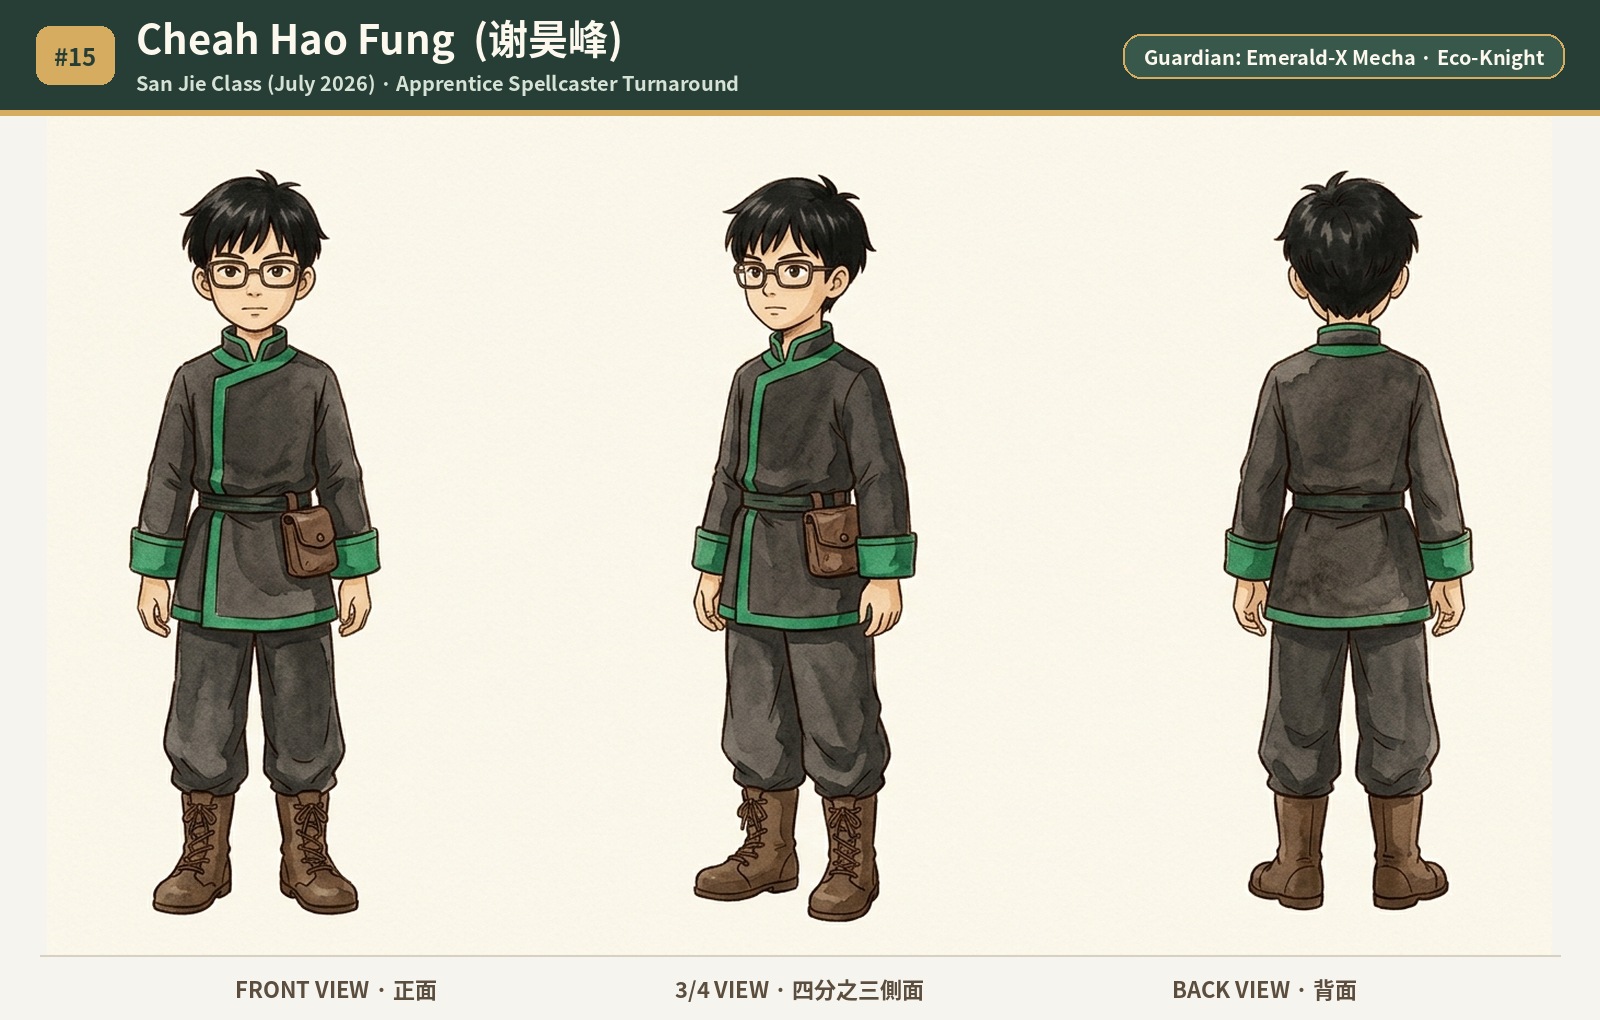 #15
Cheah Hao Fung (谢昊峰)
San Jie Class (July 2026) · Apprentice Spellcaster Turnaround
Guardian: Emerald-X Mecha · Eco-Knight
FRONT VIEW · 正面
3/4 VIEW · 四分之三側面
BACK VIEW · 背面